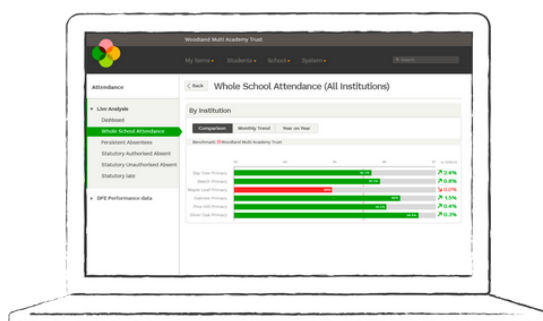 Woodland Multi Academy Trust
My Items Students School System
Search
Attendance
Back
Whole School Attendance (All Institutions)
Live Analysis
Dashboard
Whole School Attendance
Persistent Absentees
Statutory Authorised Absent
Statutory Unauthorised Absent
Statutory late
DFE Performance data
By Institution
Comparison Monthly Trend Year on Year
Benchmark: Woodland Multi Academy Trust
Bay Tree Primary 2.4%
Beech Primary 0.8%
Maple Leaf Primary 0.0%
Oaktree Primary 1.5%
Pine Hill Primary 0.4%
Silver Oak Primary 0.3%